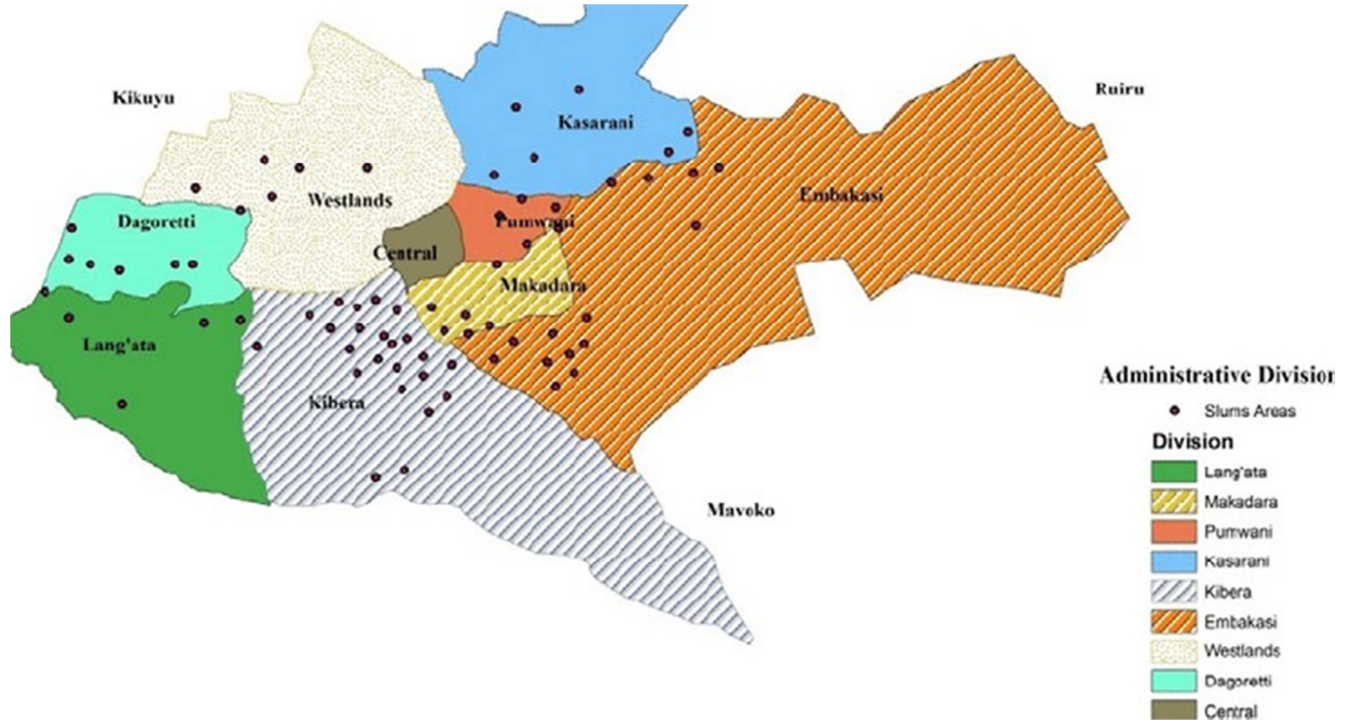 Kikuyu
Ruiru
Kasarani
Embakasi
Westlands
Dagoretti
Pumwani
Central
Makadara
Lang'ata
Kibera
Mavoko
Administrative Division
Slums Areas
Division
Lang'ata
Makadara
Pumwani
Kasarani
Kibera
Embakasi
Westlands
Dagoretti
Central